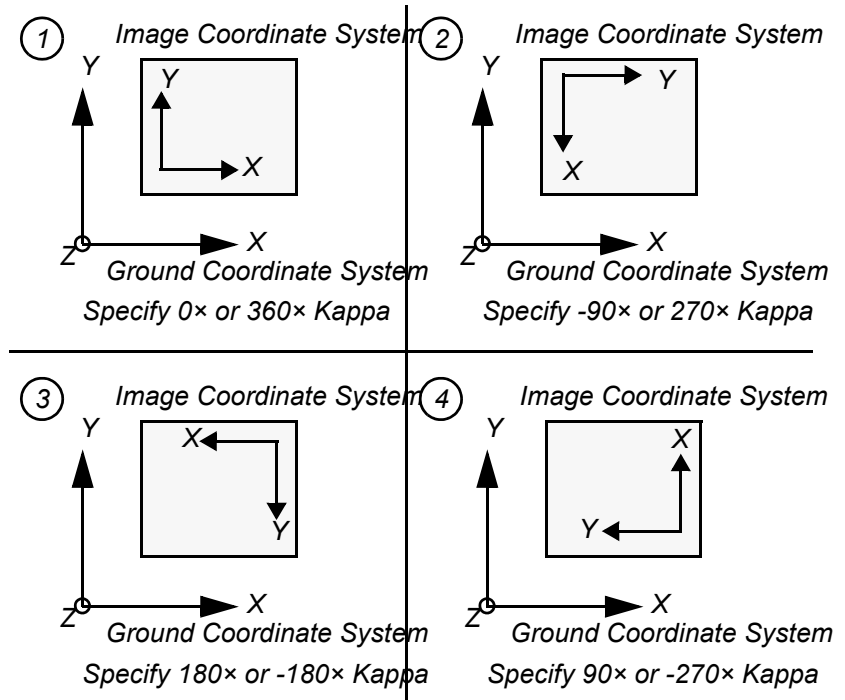 1
Image Coordinate System
Y
Y
X
Z
X
Ground Coordinate System
Specify 0× or 360× Kappa
2
Image Coordinate System
Y
Y
X
Z
X
Ground Coordinate System
Specify -90× or 270× Kappa
3
Image Coordinate System
Y
X
Y
Z
X
Ground Coordinate System
Specify 180× or -180× Kappa
4
Image Coordinate System
Y
X
Y
Z
X
Ground Coordinate System
Specify 90× or -270× Kappa